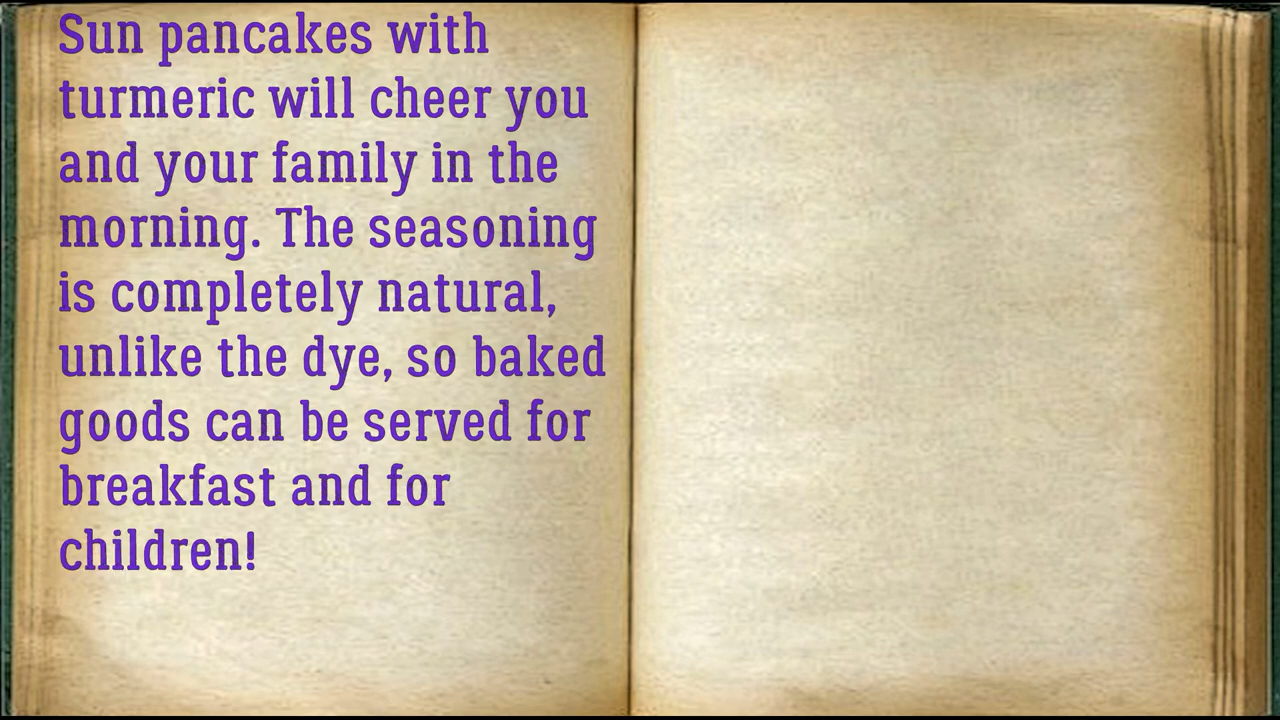 Sun pancakes with
turmeric will cheer you
and your family in the
morning. The seasoning
is completely natural,
unlike the dye, so baked
goods can be served for
breakfast and for
children!